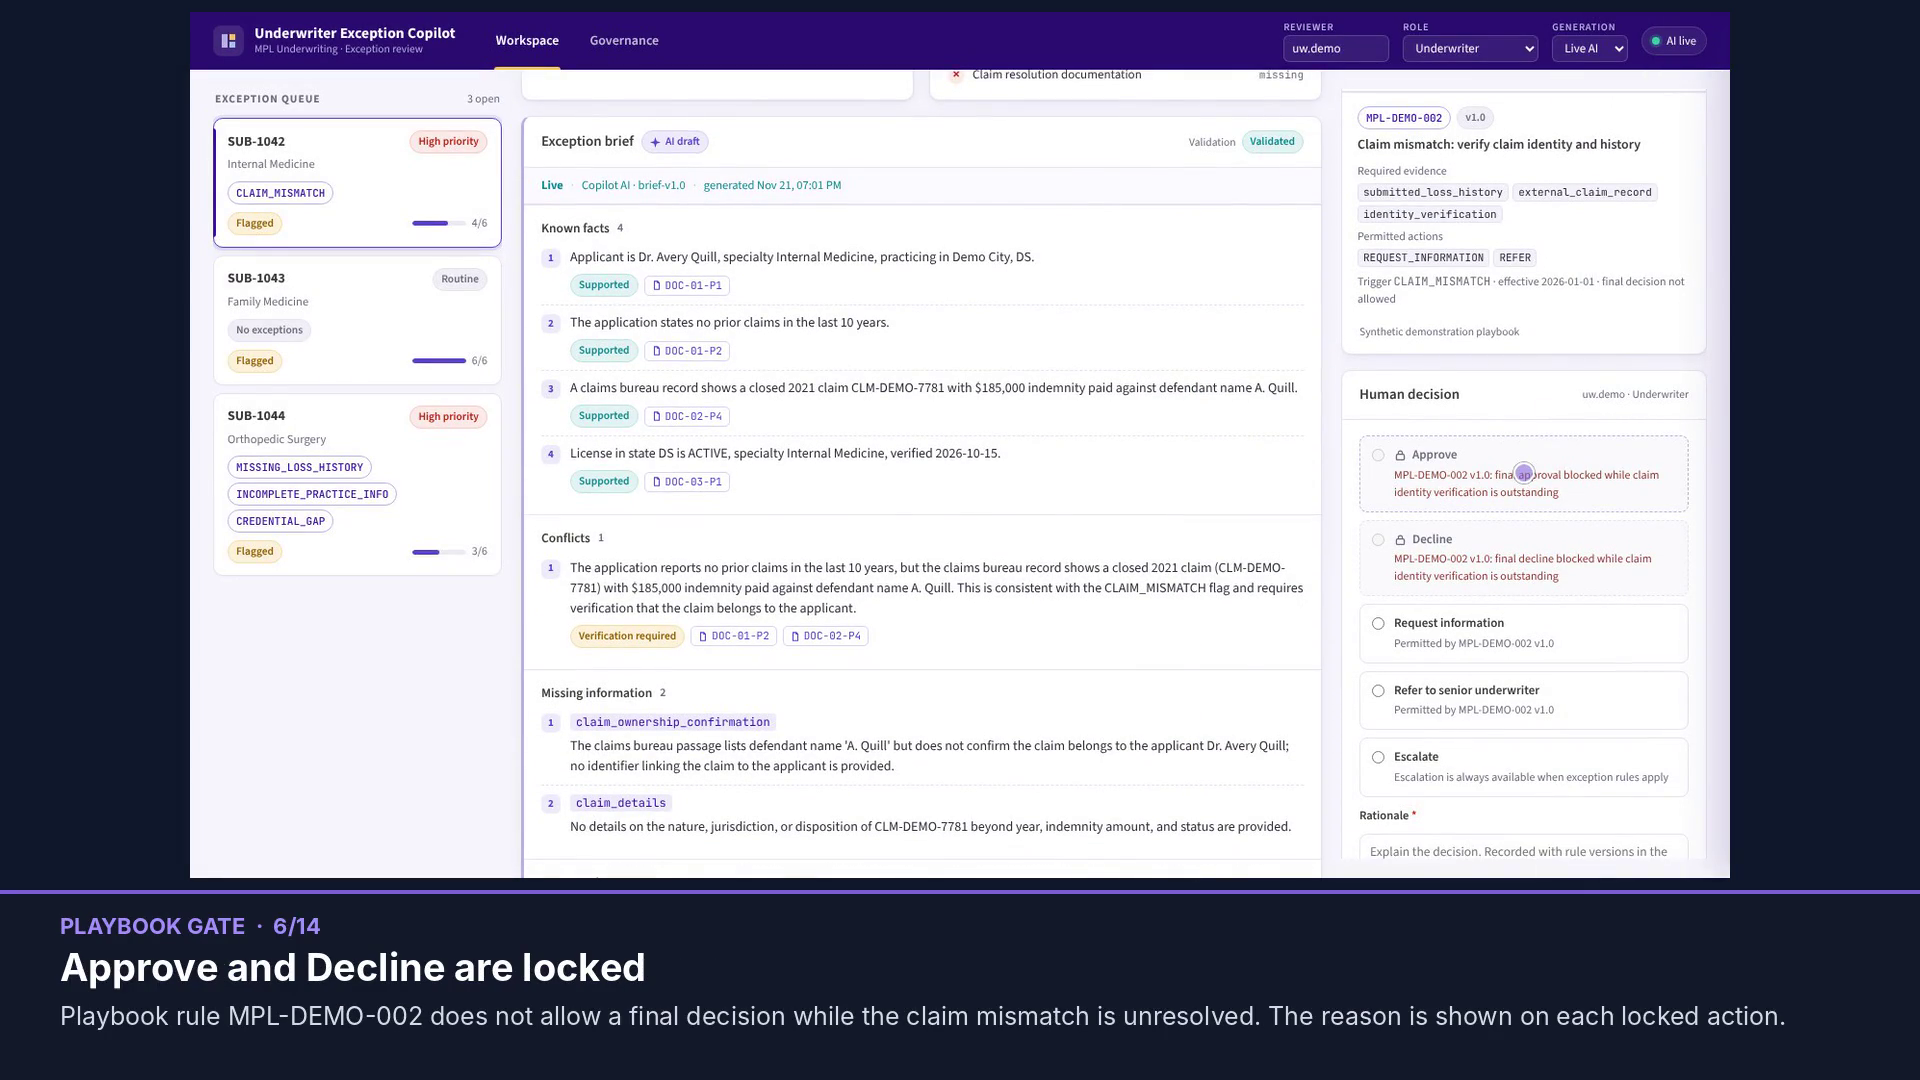 Underwriter Exception Copilot
MPL Underwriting · Exception review
Workspace
Governance
REVIEWER
uw.demo
ROLE
Underwriter
GENERATION
Live AI
AI live
EXCEPTION QUEUE
3 open
SUB-1042
High priority
Internal Medicine
CLAIM_MISMATCH
Flagged
4/6
SUB-1043
Routine
Family Medicine
No exceptions
Flagged
6/6
SUB-1044
High priority
Orthopedic Surgery
MISSING_LOSS_HISTORY
INCOMPLETE_PRACTICE_INFO
CREDENTIAL_GAP
Flagged
3/6
Claim resolution documentation
missing
Exception brief
AI draft
Validation
Validated
Live · Copilot AI · brief-v1.0 · generated Nov 21, 07:01 PM
Known facts 4
1 Applicant is Dr. Avery Quill, specialty Internal Medicine, practicing in Demo City, DS.
Supported
DOC-01-P1
2 The application states no prior claims in the last 10 years.
Supported
DOC-01-P2
3 A claims bureau record shows a closed 2021 claim CLM-DEMO-7781 with $185,000 indemnity paid against defendant name A. Quill.
Supported
DOC-02-P4
4 License in state DS is ACTIVE, specialty Internal Medicine, verified 2026-10-15.
Supported
DOC-03-P1
Conflicts 1
1 The application reports no prior claims in the last 10 years, but the claims bureau record shows a closed 2021 claim (CLM-DEMO-
7781) with $185,000 indemnity paid against defendant name A. Quill. This is consistent with the CLAIM_MISMATCH flag and requires
verification that the claim belongs to the applicant.
Verification required
DOC-01-P2
DOC-02-P4
Missing information 2
1 claim_ownership_confirmation
The claims bureau passage lists defendant name 'A. Quill' but does not confirm the claim belongs to the applicant Dr. Avery Quill;
no identifier linking the claim to the applicant is provided.
2 claim_details
No details on the nature, jurisdiction, or disposition of CLM-DEMO-7781 beyond year, indemnity amount, and status are provided.
MPL-DEMO-002
v1.0
Claim mismatch: verify claim identity and history
Required evidence
submitted_loss_history
external_claim_record
identity_verification
Permitted actions
REQUEST_INFORMATION
REFER
Trigger CLAIM_MISMATCH · effective 2026-01-01 · final decision not
allowed
Synthetic demonstration playbook
Human decision
uw.demo · Underwriter
Approve
MPL-DEMO-002 v1.0: final approval blocked while claim
identity verification is outstanding
Decline
MPL-DEMO-002 v1.0: final decline blocked while claim
identity verification is outstanding
Request information
Permitted by MPL-DEMO-002 v1.0
Refer to senior underwriter
Permitted by MPL-DEMO-002 v1.0
Escalate
Escalation is always available when exception rules apply
Rationale *
Explain the decision. Recorded with rule versions in the
PLAYBOOK GATE · 6/14
Approve and Decline are locked
Playbook rule MPL-DEMO-002 does not allow a final decision while the claim mismatch is unresolved. The reason is shown on each locked action.